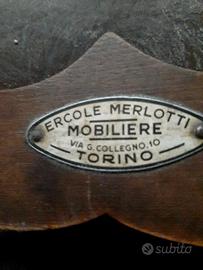 ERCOLE MERLOTTI
MOBILIERE
VIA G. COLLEGNO, 10
TORINO
subito